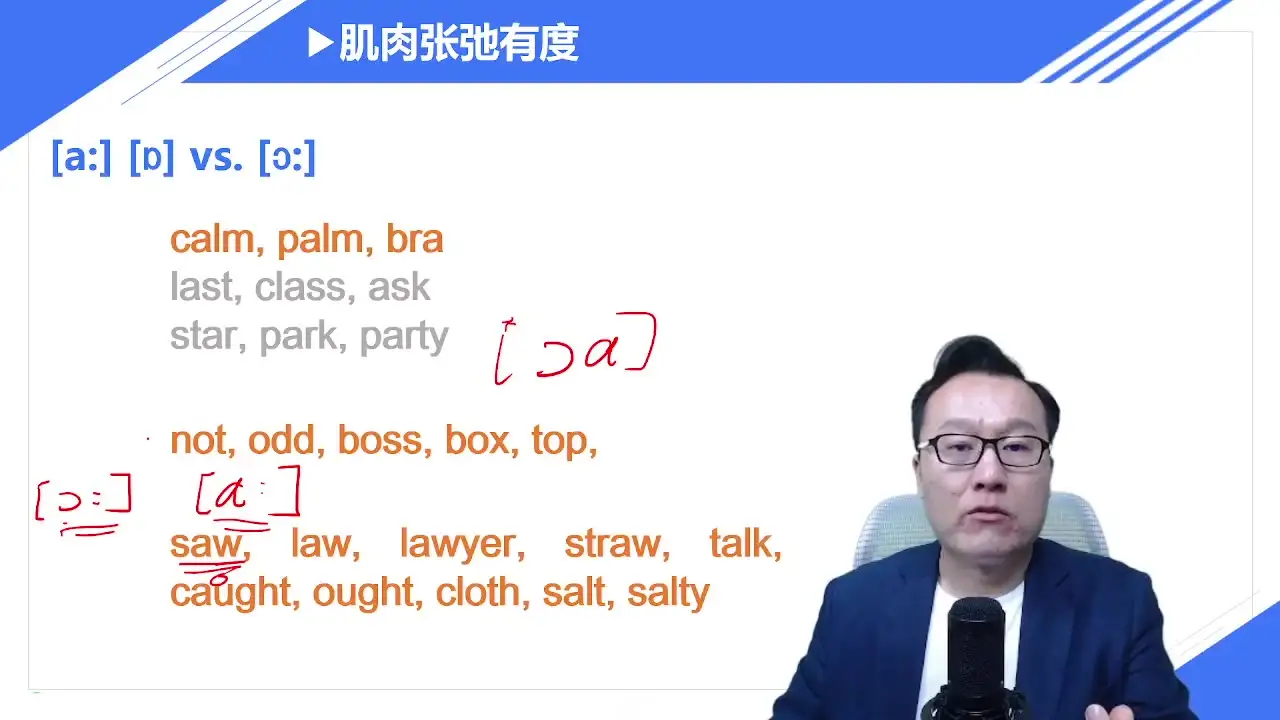 ▶肌肉张弛有度
[a:] [ɒ] vs. [ɔ:]
calm, palm, bra
last, class, ask
star, park, party
[ɔa]
not, odd, boss, box, top,
[ɔ:] [a:]
saw, law, lawyer, straw, talk,
caught, ought, cloth, salt, salty